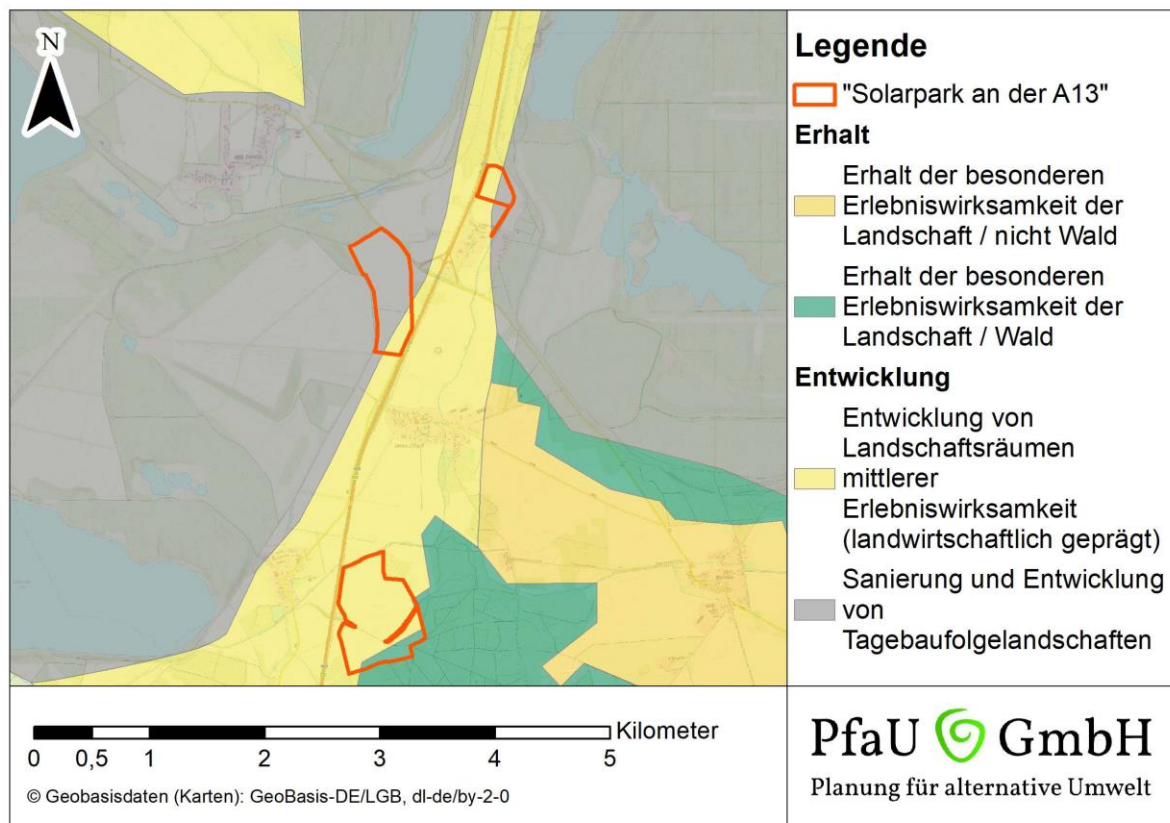 N
Legende
"Solarpark an der A13"
Erhalt
Erhalt der besonderen
Erlebniswirksamkeit der
Landschaft / nicht Wald
Erhalt der besonderen
Erlebniswirksamkeit der
Landschaft / Wald
Entwicklung
Entwicklung von
Landschaftsräumen
mittlerer
Erlebniswirksamkeit
(landwirtschaftlich geprägt)
Sanierung und Entwicklung
von
Tagebaufolgelandschaften
Kilometer
0 0,5 1 2 3 4 5
© Geobasisdaten (Karten): GeoBasis-DE/LGB, dl-de/by-2-0
PfaU GmbH
Planung für alternative Umwelt